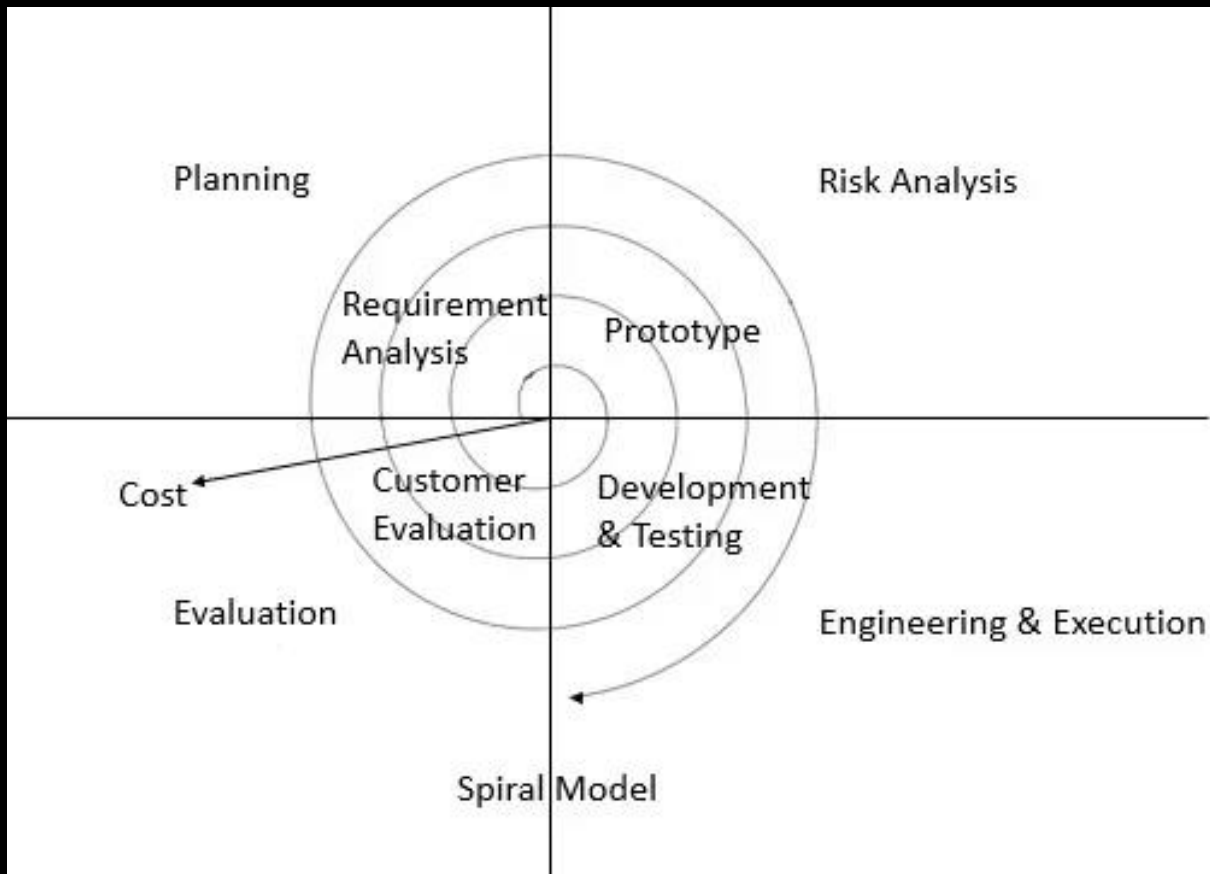 Planning
Risk Analysis
Requirement
Analysis
Prototype
Cost
Customer
Evaluation
Development
& Testing
Evaluation
Engineering & Execution
Spiral Model